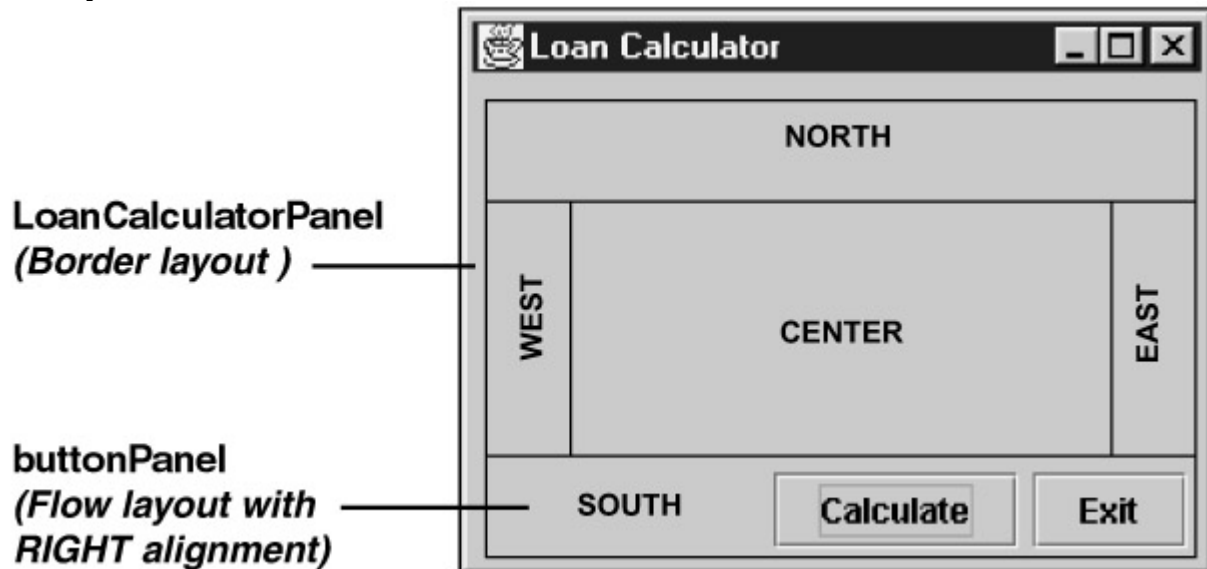 Loan Calculator
NORTH
LoanCalculatorPanel
(Border layout )
WEST
CENTER
EAST
buttonPanel
(Flow layout with
RIGHT alignment)
SOUTH
Calculate
Exit